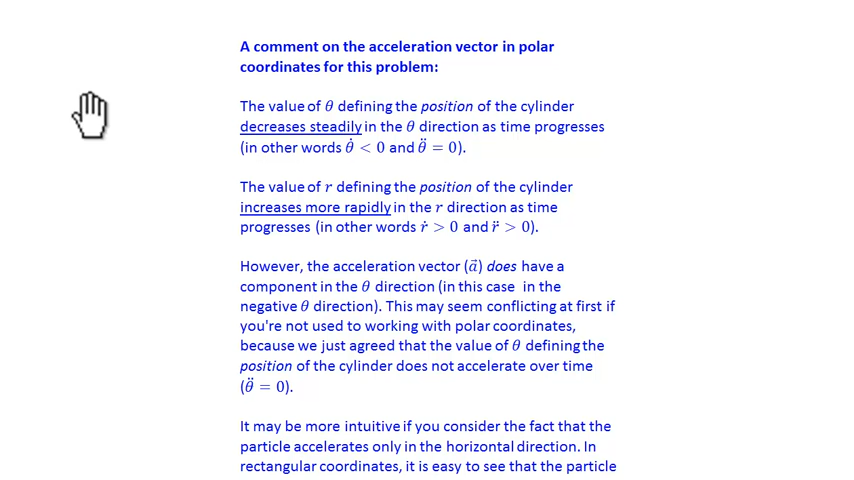 A comment on the acceleration vector in polar
coordinates for this problem:
The value of θ defining the position of the cylinder
decreases steadily in the θ direction as time progresses
(in other words θ̇ < 0 and θ̈ = 0).
The value of r defining the position of the cylinder
increases more rapidly in the r direction as time
progresses (in other words ṙ > 0 and r̈ > 0).
However, the acceleration vector (a⃗) does have a
component in the θ direction (in this case in the
negative θ direction). This may seem conflicting at first if
you're not used to working with polar coordinates,
because we just agreed that the value of θ defining the
position of the cylinder does not accelerate over time
(θ̈ = 0).
It may be more intuitive if you consider the fact that the
particle accelerates only in the horizontal direction. In
rectangular coordinates, it is easy to see that the particle